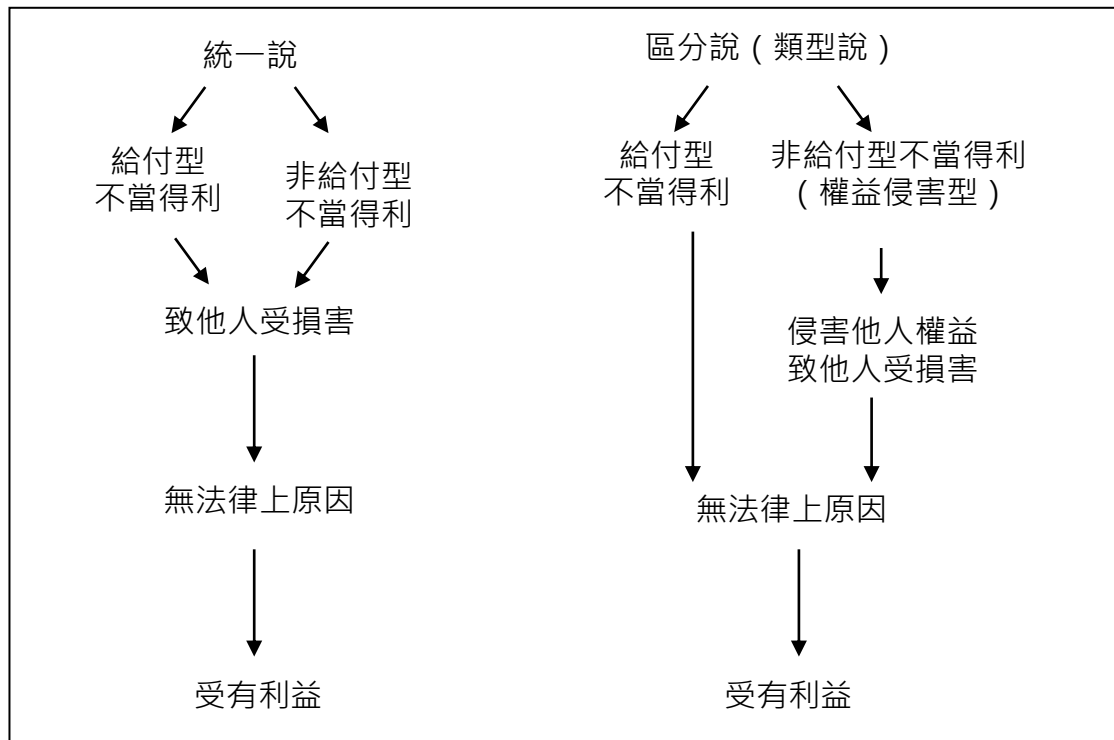 統一說
給付型
不當得利
非給付型
不當得利
致他人受損害
無法律上原因
受有利益
區分說（類型說）
給付型
不當得利
非給付型不當得利
（權益侵害型）
侵害他人權益
致他人受損害
無法律上原因
受有利益